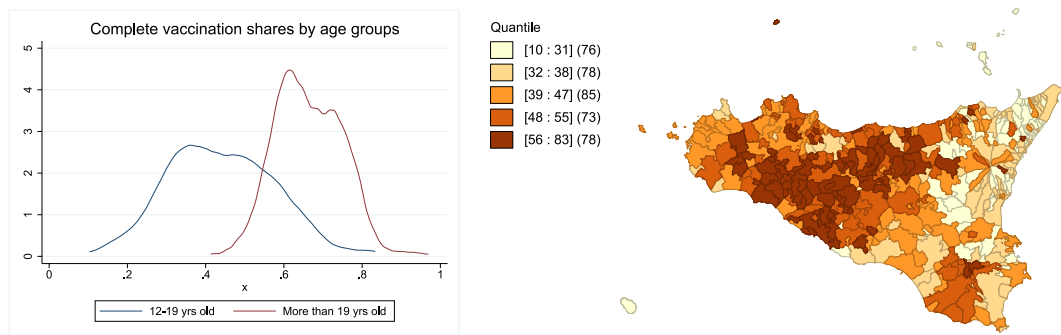 Complete vaccination shares by age groups
5
4
3
2
1
0
0 .2 .4 .6 .8 1
x
12-19 yrs old More than 19 yrs old
Quantile
[10 : 31] (76)
[32 : 38] (78)
[39 : 47] (85)
[48 : 55] (73)
[56 : 83] (78)